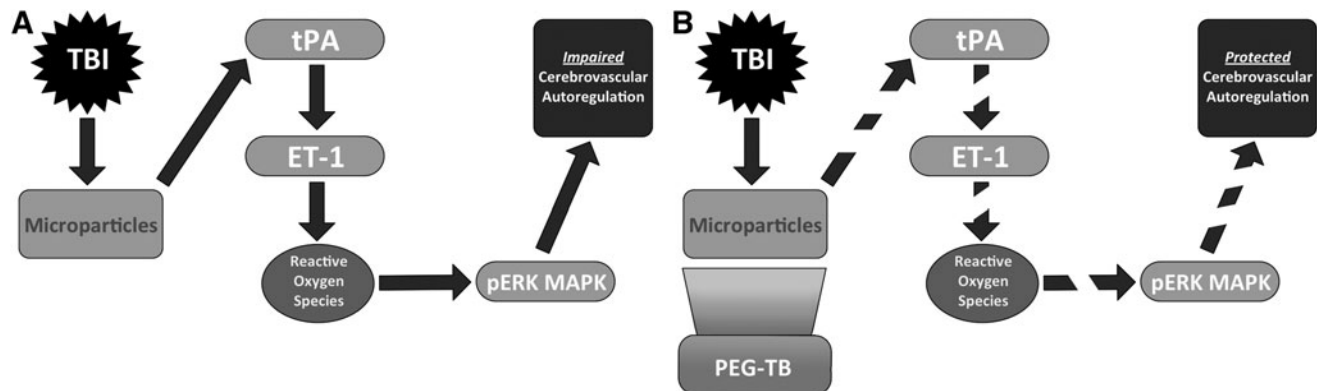 A
TBI
Microparticles
tPA
ET-1
Reactive
Oxygen
Species
pERK MAPK
Impaired
Cerebrovascular
Autoregulation
B
TBI
Microparticles
PEG-TB
tPA
ET-1
Reactive
Oxygen
Species
pERK MAPK
Protected
Cerebrovascular
Autoregulation